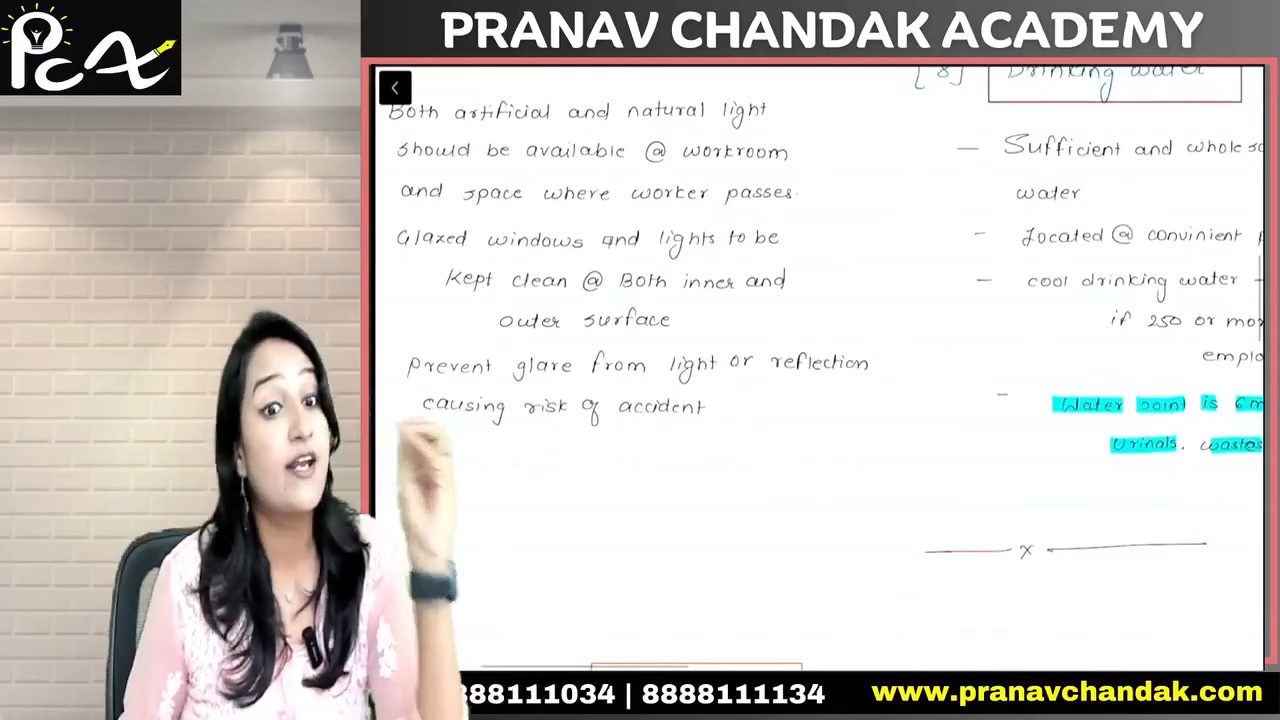 PCA
PRANAV CHANDAK ACADEMY
Both artificial and natural light
should be available @ workroom
and space where worker passes.
Glazed windows and lights to be
kept clean @ Both inner and
outer surface
prevent glare from light or reflection
causing risk of accident
[8] Drinking water
— Sufficient and
water
- Located @ convinient
- cool drinking water
if 250 or
- Water point is 6m
Urinals.
x
888111034 | 8888111134
www.pranavchandak.com